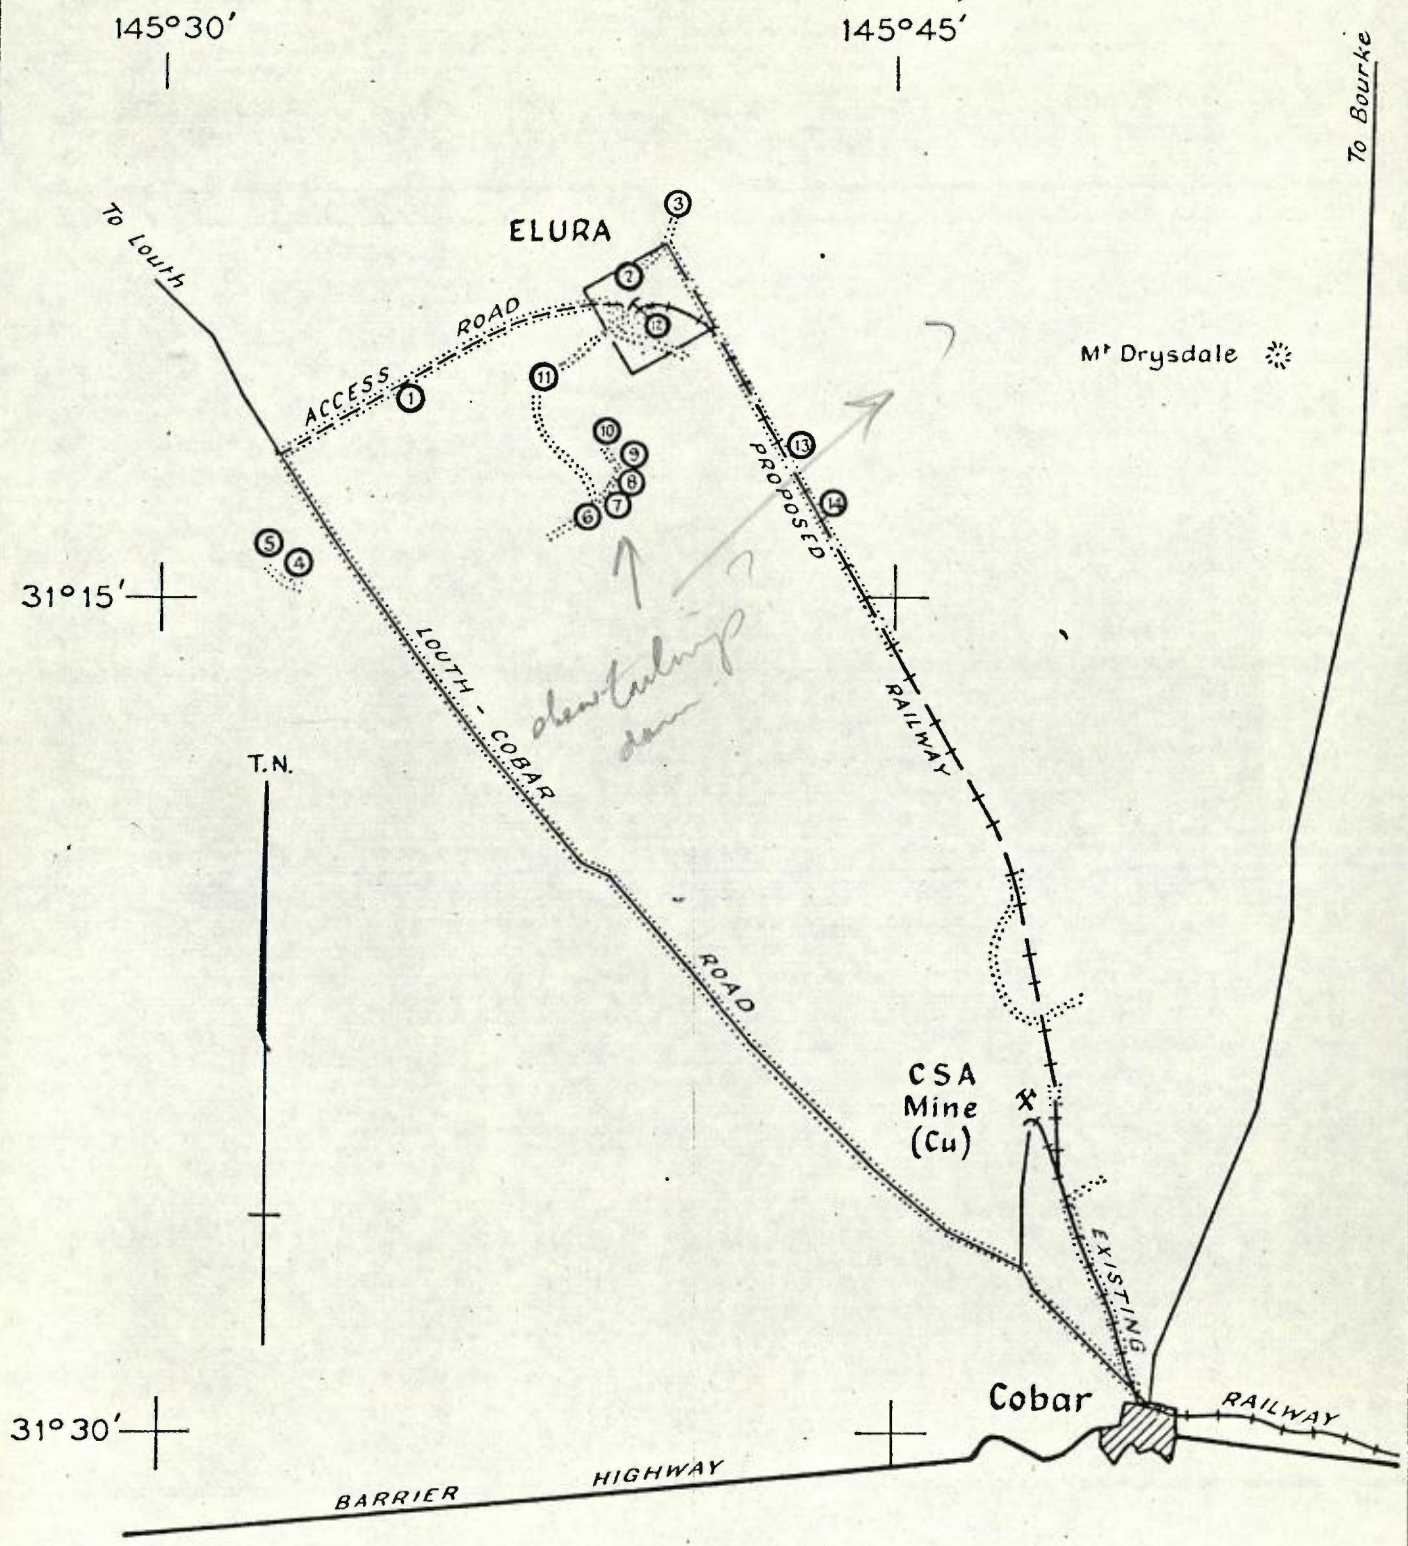 145°30'
145°45'
To Bourke
To Louth
ELURA
3
2
12
ACCESS ROAD
1
11
Mt Drysdale
10
9
8
7
6
13
14
PROPOSED RAILWAY
5
4
31°15'
dam
LOUTH - COBAR ROAD
T.N.
CSA
Mine
(Cu)
EXISTING
Cobar
RAILWAY
31°30'
BARRIER HIGHWAY